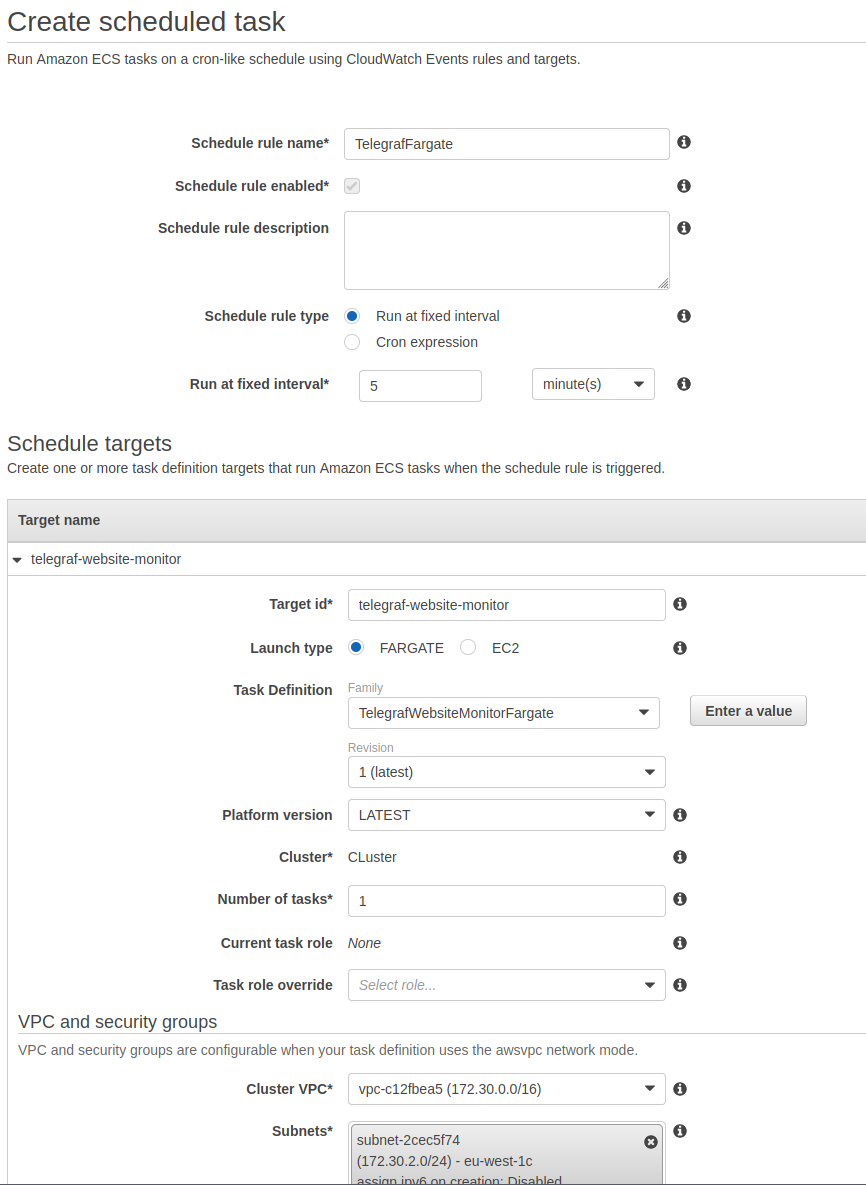 Create scheduled task
Run Amazon ECS tasks on a cron-like schedule using CloudWatch Events rules and targets.
Schedule rule name* TelegrafFargate
Schedule rule enabled*
Schedule rule description
Schedule rule type Run at fixed interval
Cron expression
Run at fixed interval* 5 minute(s)
Schedule targets
Create one or more task definition targets that run Amazon ECS tasks when the schedule rule is triggered.
Target name
telegraf-website-monitor
Target id* telegraf-website-monitor
Launch type FARGATE EC2
Task Definition Family
TelegrafWebsiteMonitorFargate Enter a value
Revision
1 (latest)
Platform version LATEST
Cluster* CLuster
Number of tasks* 1
Current task role None
Task role override Select role...
VPC and security groups
VPC and security groups are configurable when your task definition uses the awsvpc network mode.
Cluster VPC* vpc-c12fbea5 (172.30.0.0/16)
Subnets* subnet-2cec5f74
(172.30.2.0/24) - eu-west-1c
assign ipv6 on creation: Disabled